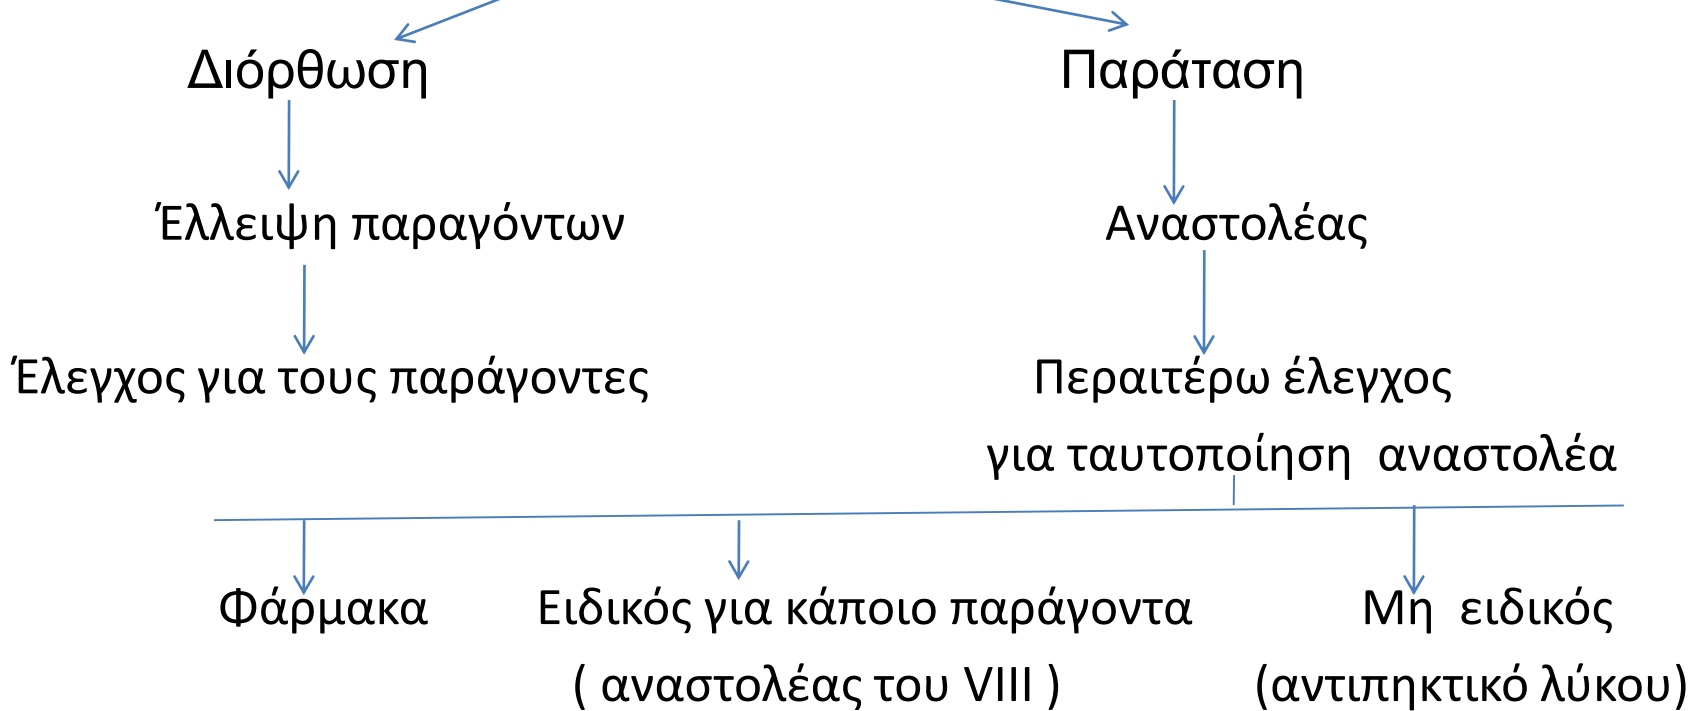 Διόρθωση Παράταση
Έλλειψη παραγόντων Αναστολέας
Έλεγχος για τους παράγοντες Περαιτέρω έλεγχος
για ταυτοποίηση αναστολέα
Φάρμακα Ειδικός για κάποιο παράγοντα Μη ειδικός
( αναστολέας του VIII ) (αντιπηκτικό λύκου)